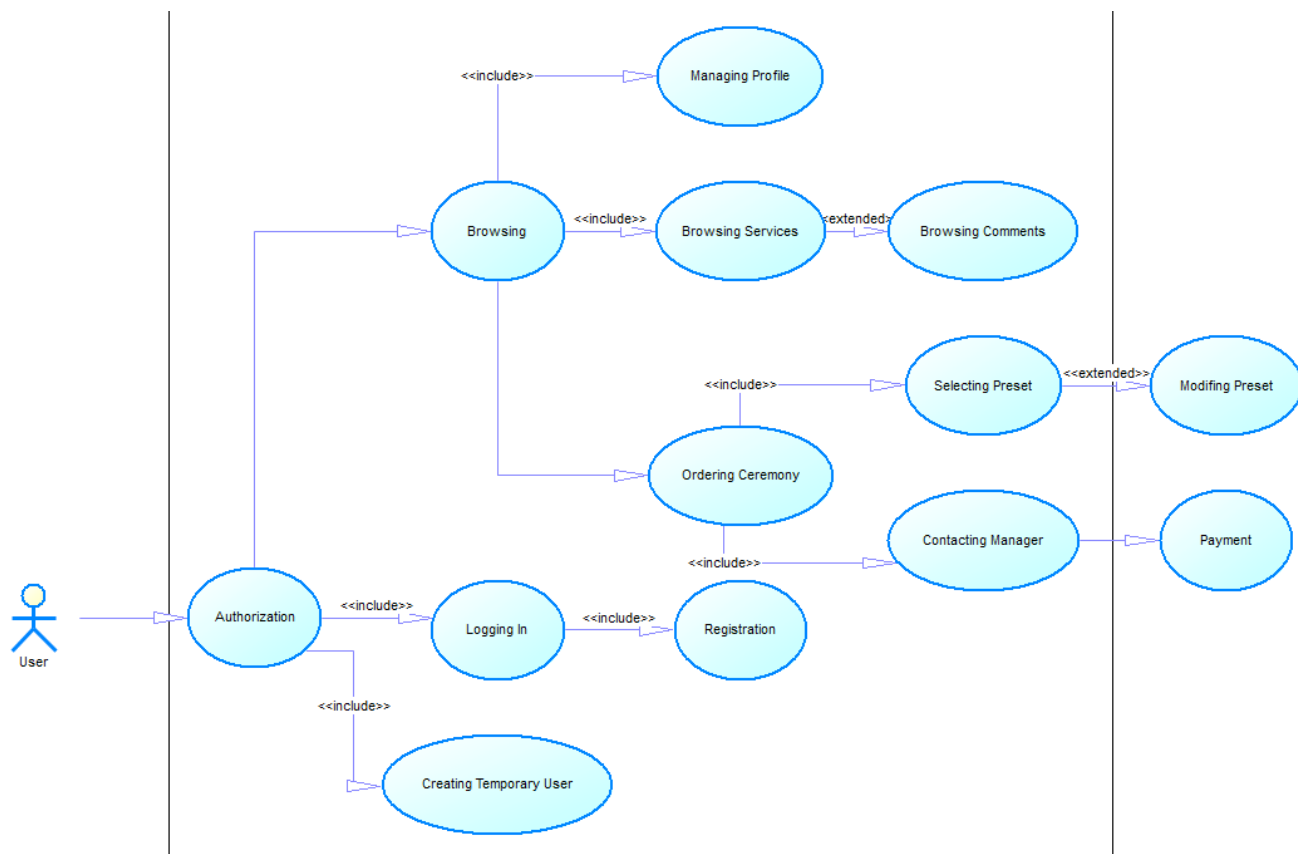 <<include>>
Managing Profile
Browsing
<<include>>
Browsing Services
<extended>
Browsing Comments
<<include>>
Selecting Preset
<<extended>>
Modifing Preset
Ordering Ceremony
<<include>>
Contacting Manager
Payment
User
Authorization
<<include>>
Logging In
<<include>>
Registration
<<include>>
Creating Temporary User